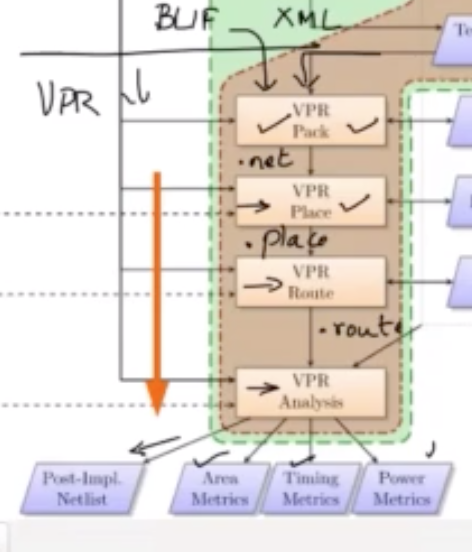 BLIF XML
Te
VPR
VPR
Pack
.net
VPR
Place
.place
VPR
Route
.route
VPR
Analysis
Post-Impl.
Netlist
Area
Metrics
Timing
Metrics
Power
Metrics